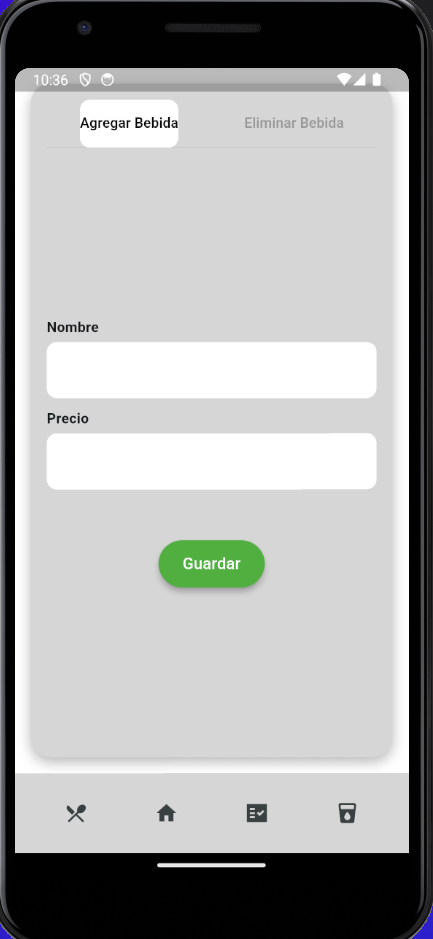 10:36
Agregar Bebida
Eliminar Bebida
Nombre
Precio
Guardar